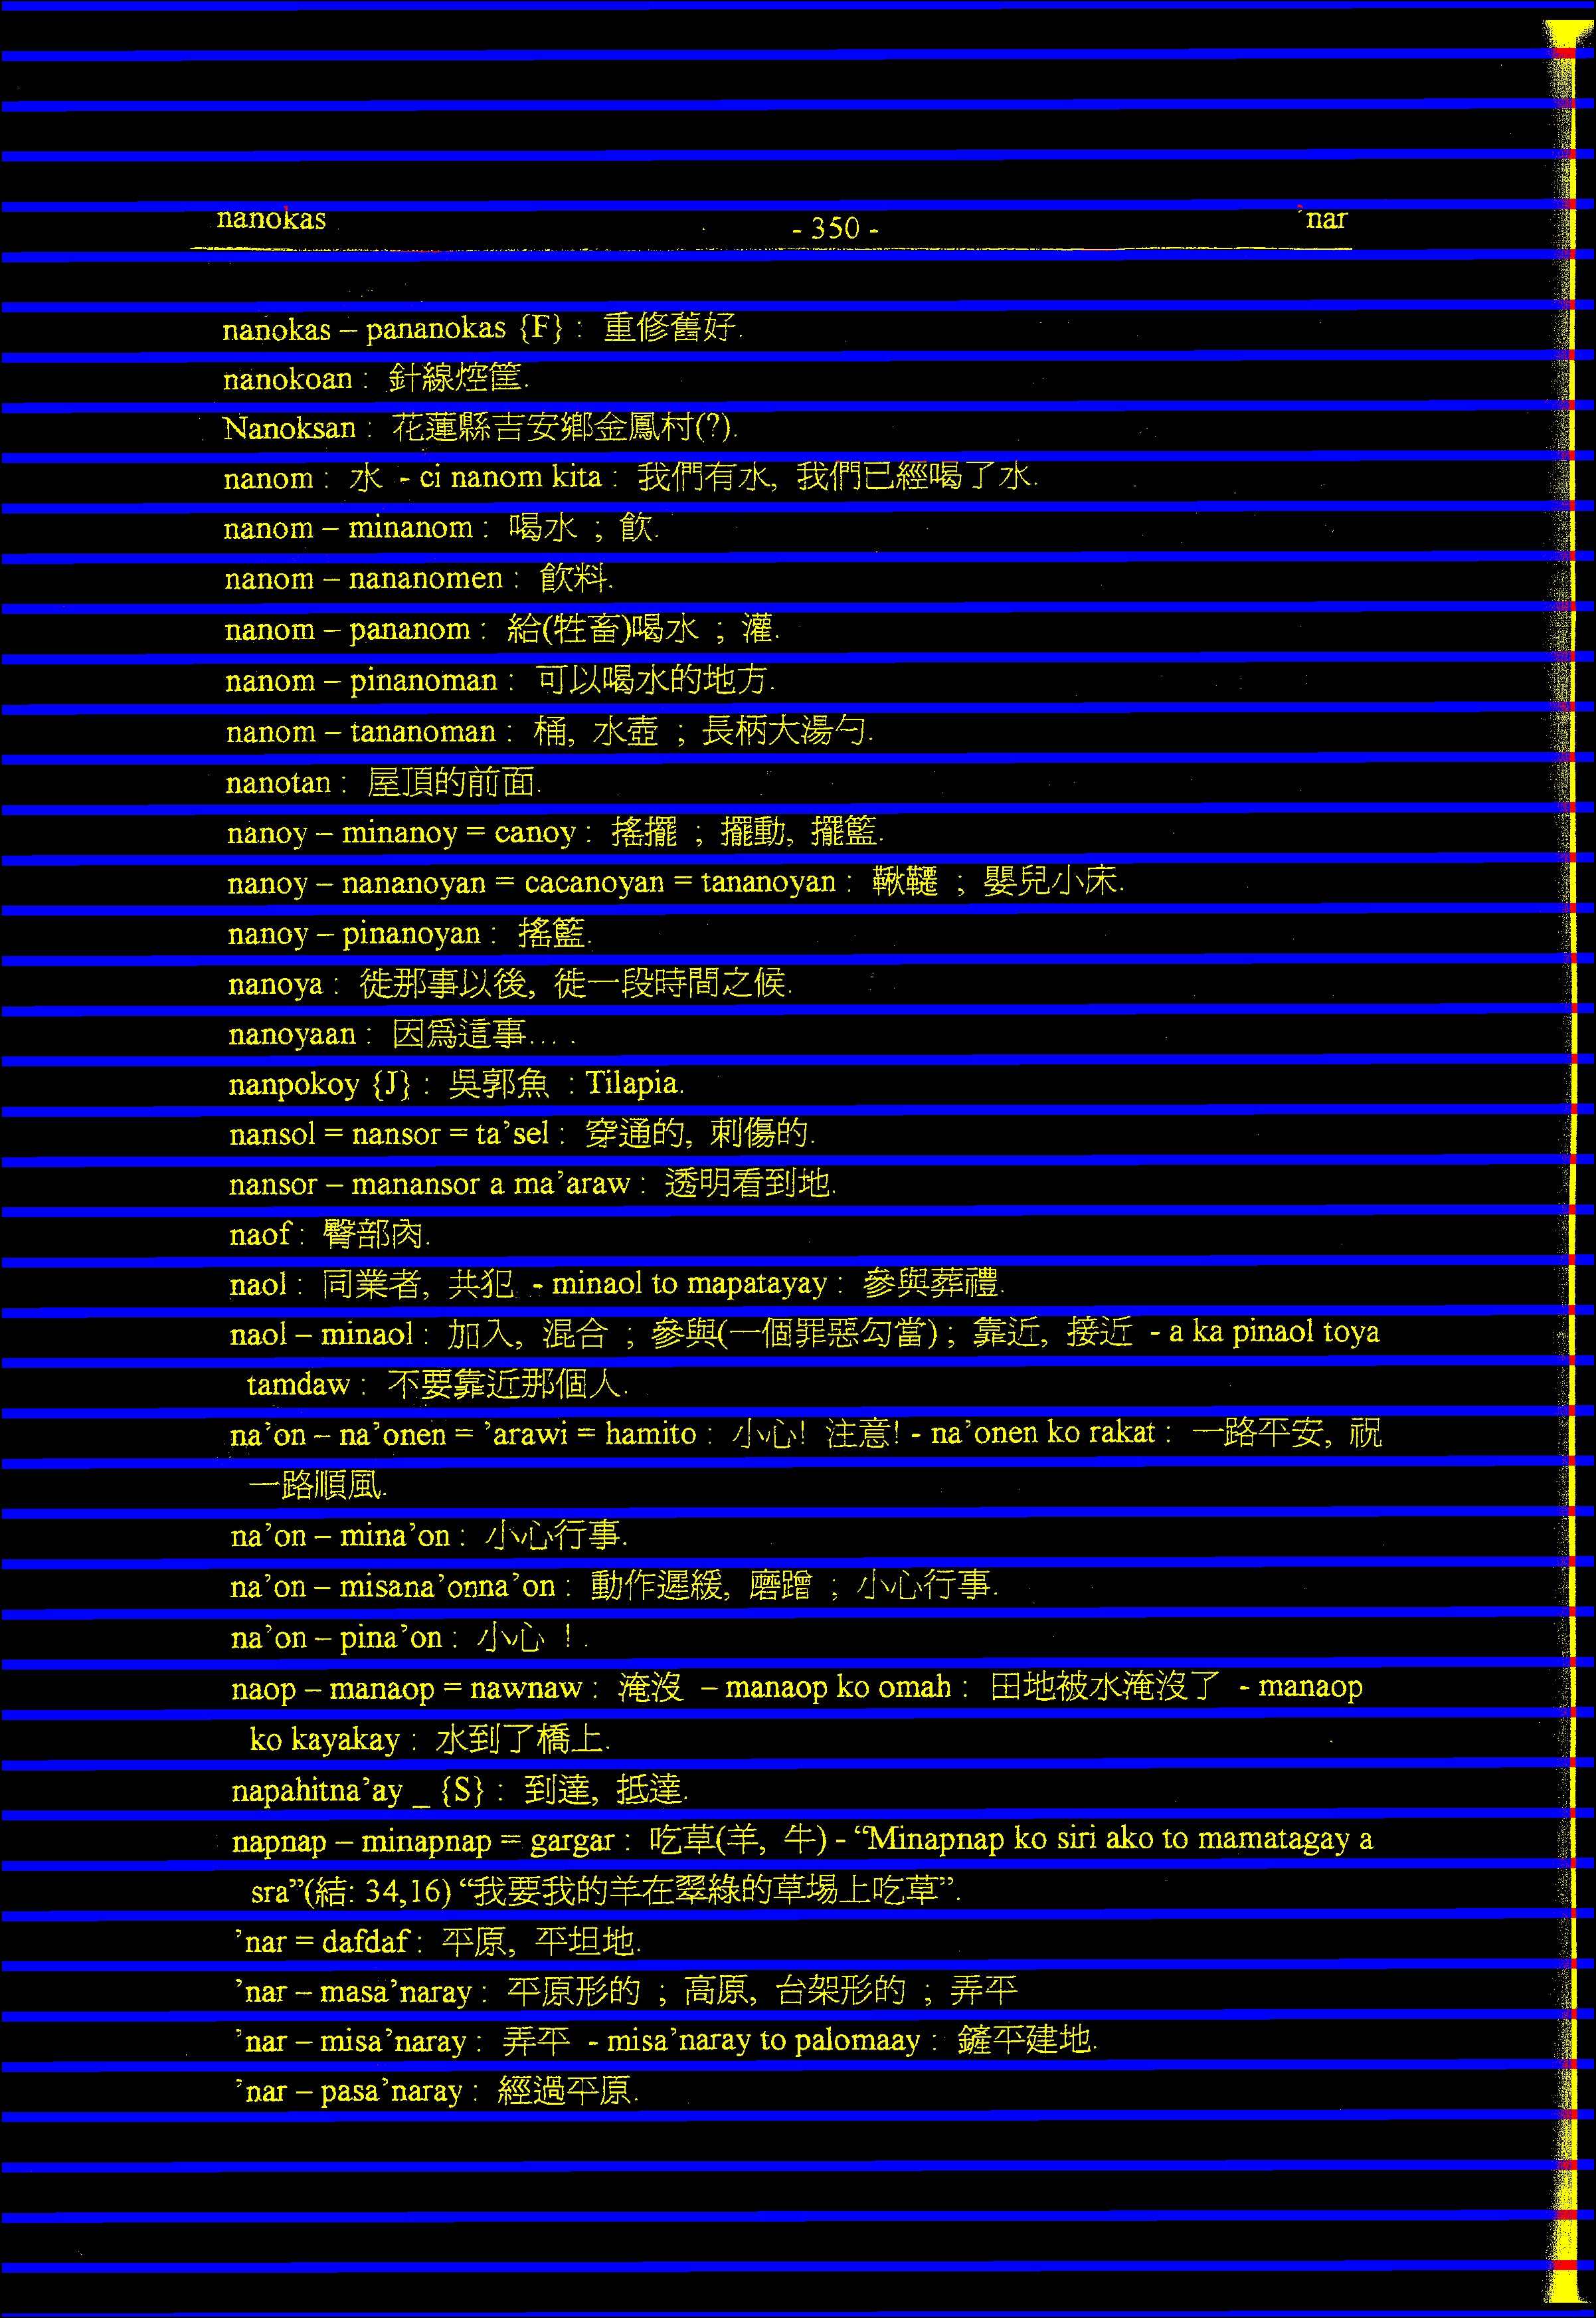 nanokas - 350 - 'nar
nanokas – pananokas {F} : 重修舊好.
nanokoan : 針線焢筐.
Nanoksan : 花蓮縣吉安鄉金鳳村(?).
nanom : 水 - ci nanom kita : 我們有水, 我們已經喝了水.
nanom – minanom : 喝水 ; 飲.
nanom – nananomen : 飲料.
nanom – pananom : 給(牲畜)喝水 ; 灌.
nanom – pinanoman : 可以喝水的地方.
nanom – tananoman : 桶, 水壺 ; 長柄大湯勺.
nanotan : 屋頂的前面.
nanoy – minanoy = canoy : 搖擺 ; 擺動, 擺籃.
nanoy – nananoyan = cacanoyan = tananoyan : 鞦韆 ; 嬰兒小床.
nanoy – pinanoyan : 搖籃.
nanoya : 徙那事以後, 徙一段時間之候.
nanoyaan : 因爲這事... .
nanpokoy {J} : 吳郭魚 : Tilapia.
nansol = nansor = ta'sel : 穿通的, 刺傷的.
nansor – manansor a ma'araw : 透明看到地.
naof : 臀部肉.
naol : 同業者, 共犯 - minaol to mapatayay : 參與葬禮.
naol – minaol : 加入, 混合 ; 參與(一個罪惡勾當) ; 靠近, 接近 - a ka pinaol toya
tamdaw : 不要靠近那個人.
na'on – na'onen = 'arawi = hamito : 小心! 注意! - na'onen ko rakat : 一路平安, 祝
一路順風.
na'on – mina'on : 小心行事.
na'on – misana'onna'on : 動作遲緩, 磨蹭 ; 小心行事.
na'on – pina'on : 小心 ! .
naop – manaop = nawnaw : 淹沒 – manaop ko omah : 田地被水淹沒了 - manaop
ko kayakay : 水到了橋上.
napahitna'ay _ {S} : 到達, 抵達.
napnap – minapnap = gargar : 吃草(羊, 牛) - “Minapnap ko siri ako to mamatagay a
sra”(結: 34,16) “我要我的羊在翠綠的草場上吃草”.
'nar = dafdaf : 平原, 平坦地.
'nar – masa'naray : 平原形的 ; 高原, 台架形的 ; 弄平
'nar – misa'naray : 弄平 - misa'naray to palomaay : 鏟平建地.
'nar – pasa'naray : 經過平原.